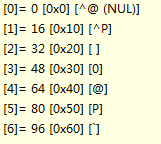 [0]= 0 [0x0] [^@ (NUL)]
[1]= 16 [0x10] [^P]
[2]= 32 [0x20] [ ]
[3]= 48 [0x30] [0]
[4]= 64 [0x40] [@]
[5]= 80 [0x50] [P]
[6]= 96 [0x60] [`]